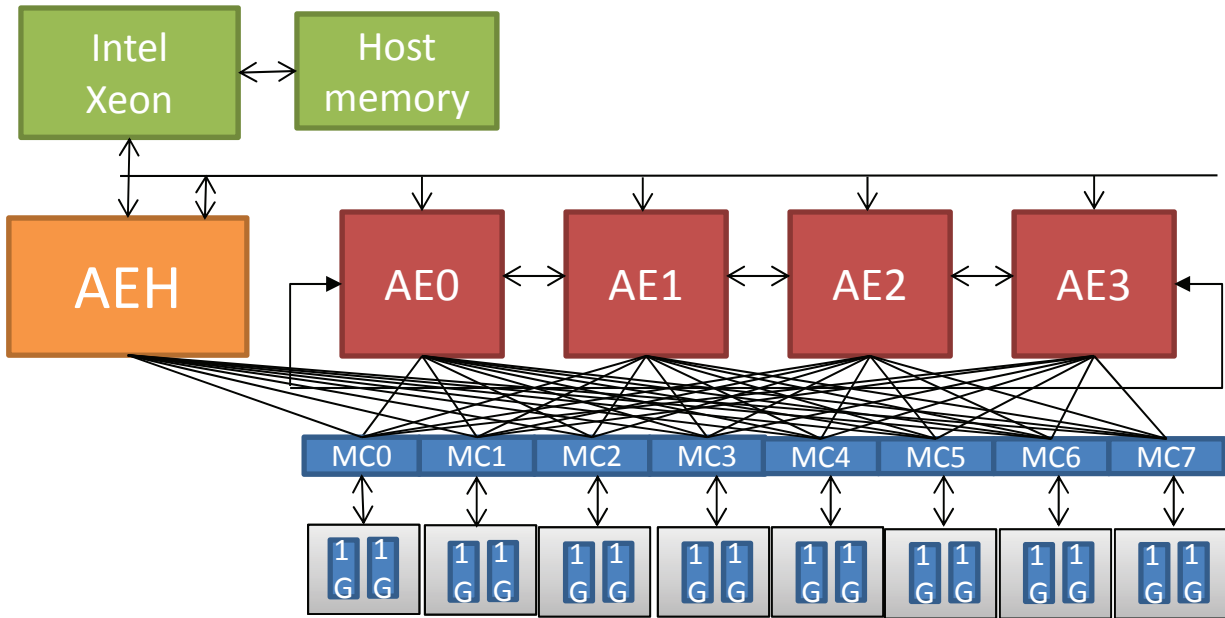 Intel
Xeon
Host
memory
AEH
AE0
AE1
AE2
AE3
MC0
MC1
MC2
MC3
MC4
MC5
MC6
MC7
1 1
G G
1 1
G G
1 1
G G
1 1
G G
1 1
G G
1 1
G G
1 1
G G
1 1
G G